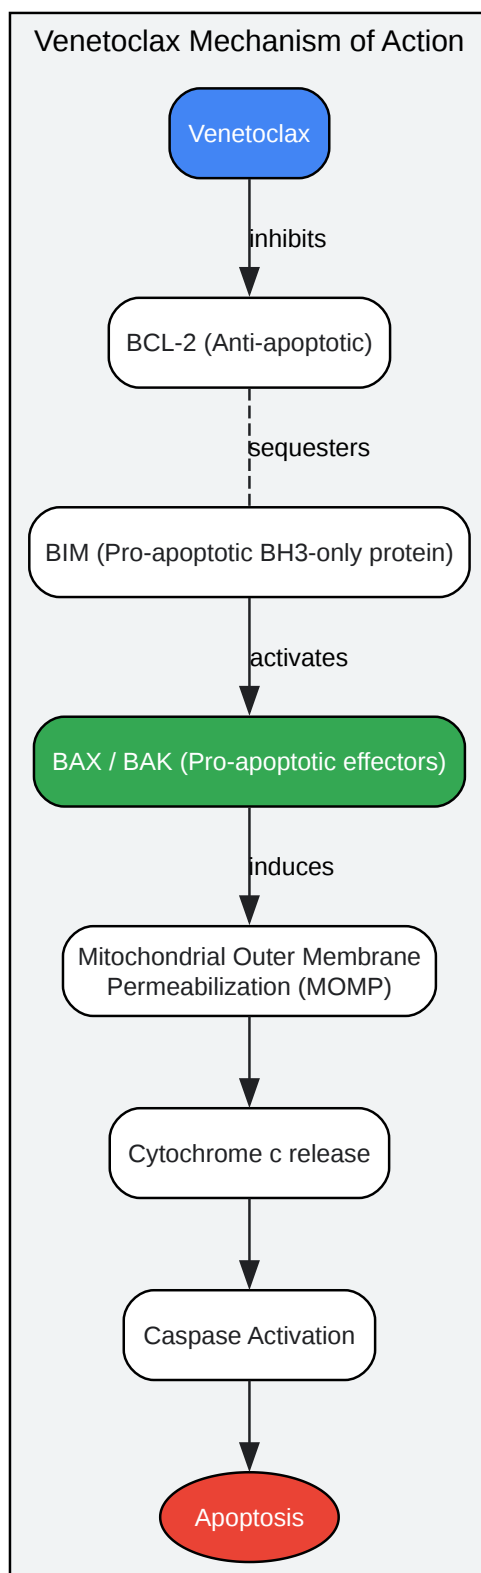 Venetoclax Mechanism of Action
Venetoclax
inhibits
BCL-2 (Anti-apoptotic)
sequesters
BIM (Pro-apoptotic BH3-only protein)
activates
BAX / BAK (Pro-apoptotic effectors)
induces
Mitochondrial Outer Membrane
Permeabilization (MOMP)
Cytochrome c release
Caspase Activation
Apoptosis